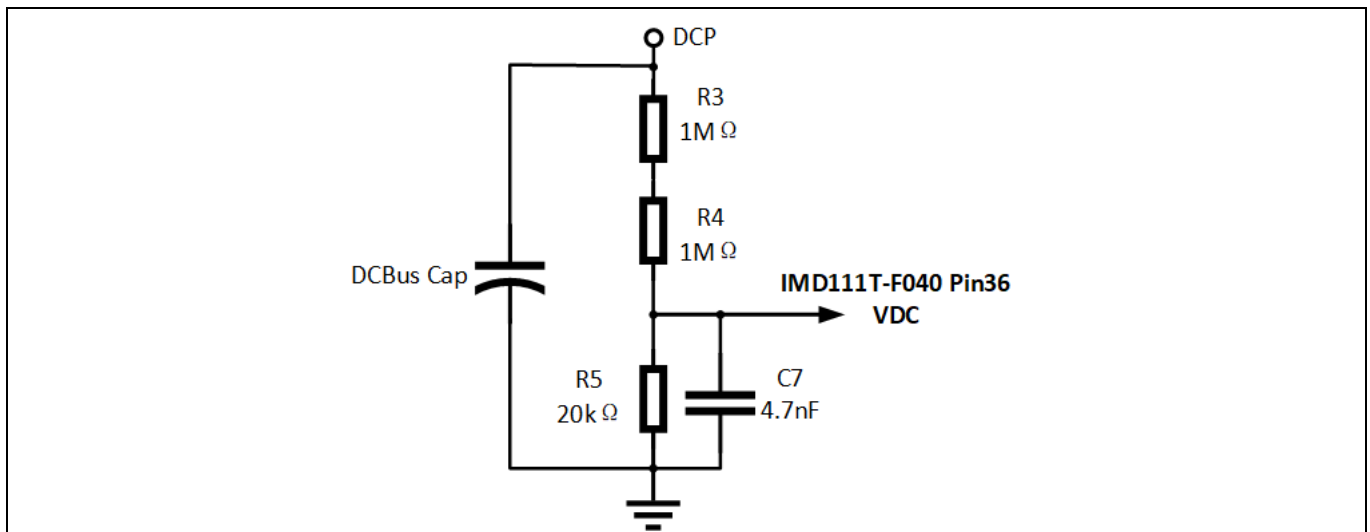 DCP
R3
1M Ω
R4
1M Ω
DCBus Cap
IMD111T-F040 Pin36
VDC
R5
20k Ω
C7
4.7nF